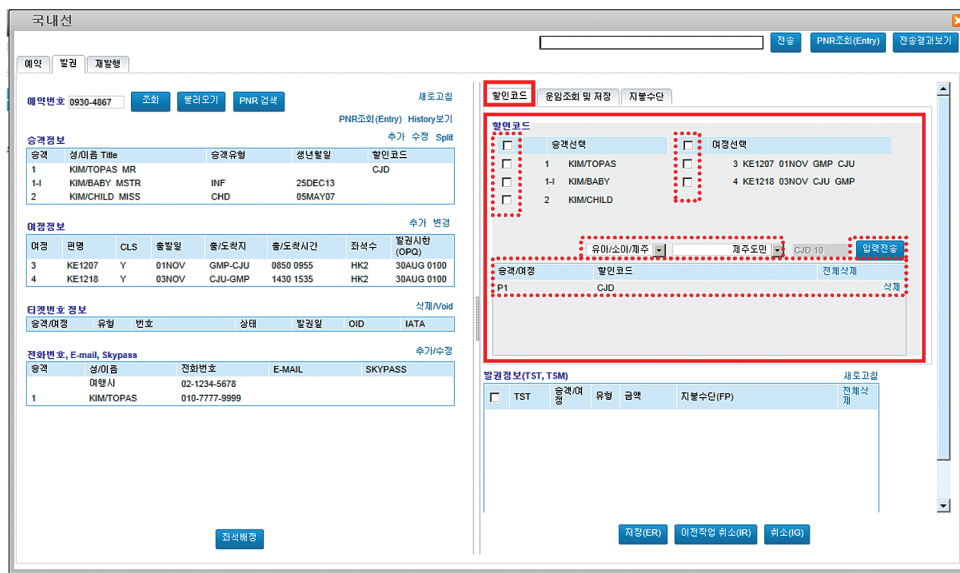 국내선
전송 PNR조회(Entry) 전송결과보기
예약 발권 재발행
예약번호 0930-4867 조회 불러오기 PNR 검색 새로고침
PNR조회(Entry) History보기
승객정보 추가 수정 Split
승객 성/이름 Title 승객유형 생년월일 할인코드
1 KIM/TOPAS MR CJD
1-I KIM/BABY MSTR INF 25DEC13
2 KIM/CHILD MISS CHD 05MAY07
여정정보 추가 변경
여정 편명 CLS 출발일 출/도착지 출/도착시간 좌석수 발권시한
(OPQ)
3 KE1207 Y 01NOV GMP-CJU 0850 0955 HK2 30AUG 0100
4 KE1218 Y 03NOV CJU-GMP 1430 1535 HK2 30AUG 0100
티켓번호 정보 삭제/Void
승객/여정 유형 번호 상태 발권일 OID IATA
전화번호, E-mail, Skypass 추가/수정
승객 성/이름 전화번호 E-MAIL SKYPASS
여행사 02-1234-5678
1 KIM/TOPAS 010-7777-9999
좌석배정
할인코드 운임조회 및 저장 지불수단
할인코드
승객선택 여정선택
1 KIM/TOPAS 3 KE1207 01NOV GMP CJU
1-I KIM/BABY 4 KE1218 03NOV CJU GMP
2 KIM/CHILD
유아/소아/제주 제주도민 CJD 10 입력전송
승객/여정 할인코드 전체삭제
P1 CJD 삭제
발권정보(TST, TSM) 새로고침
TST 승객/여
정 유형 금액 지불수단(FP) 전체삭
제
저장(ER) 이전작업 취소(IR) 취소(IG)